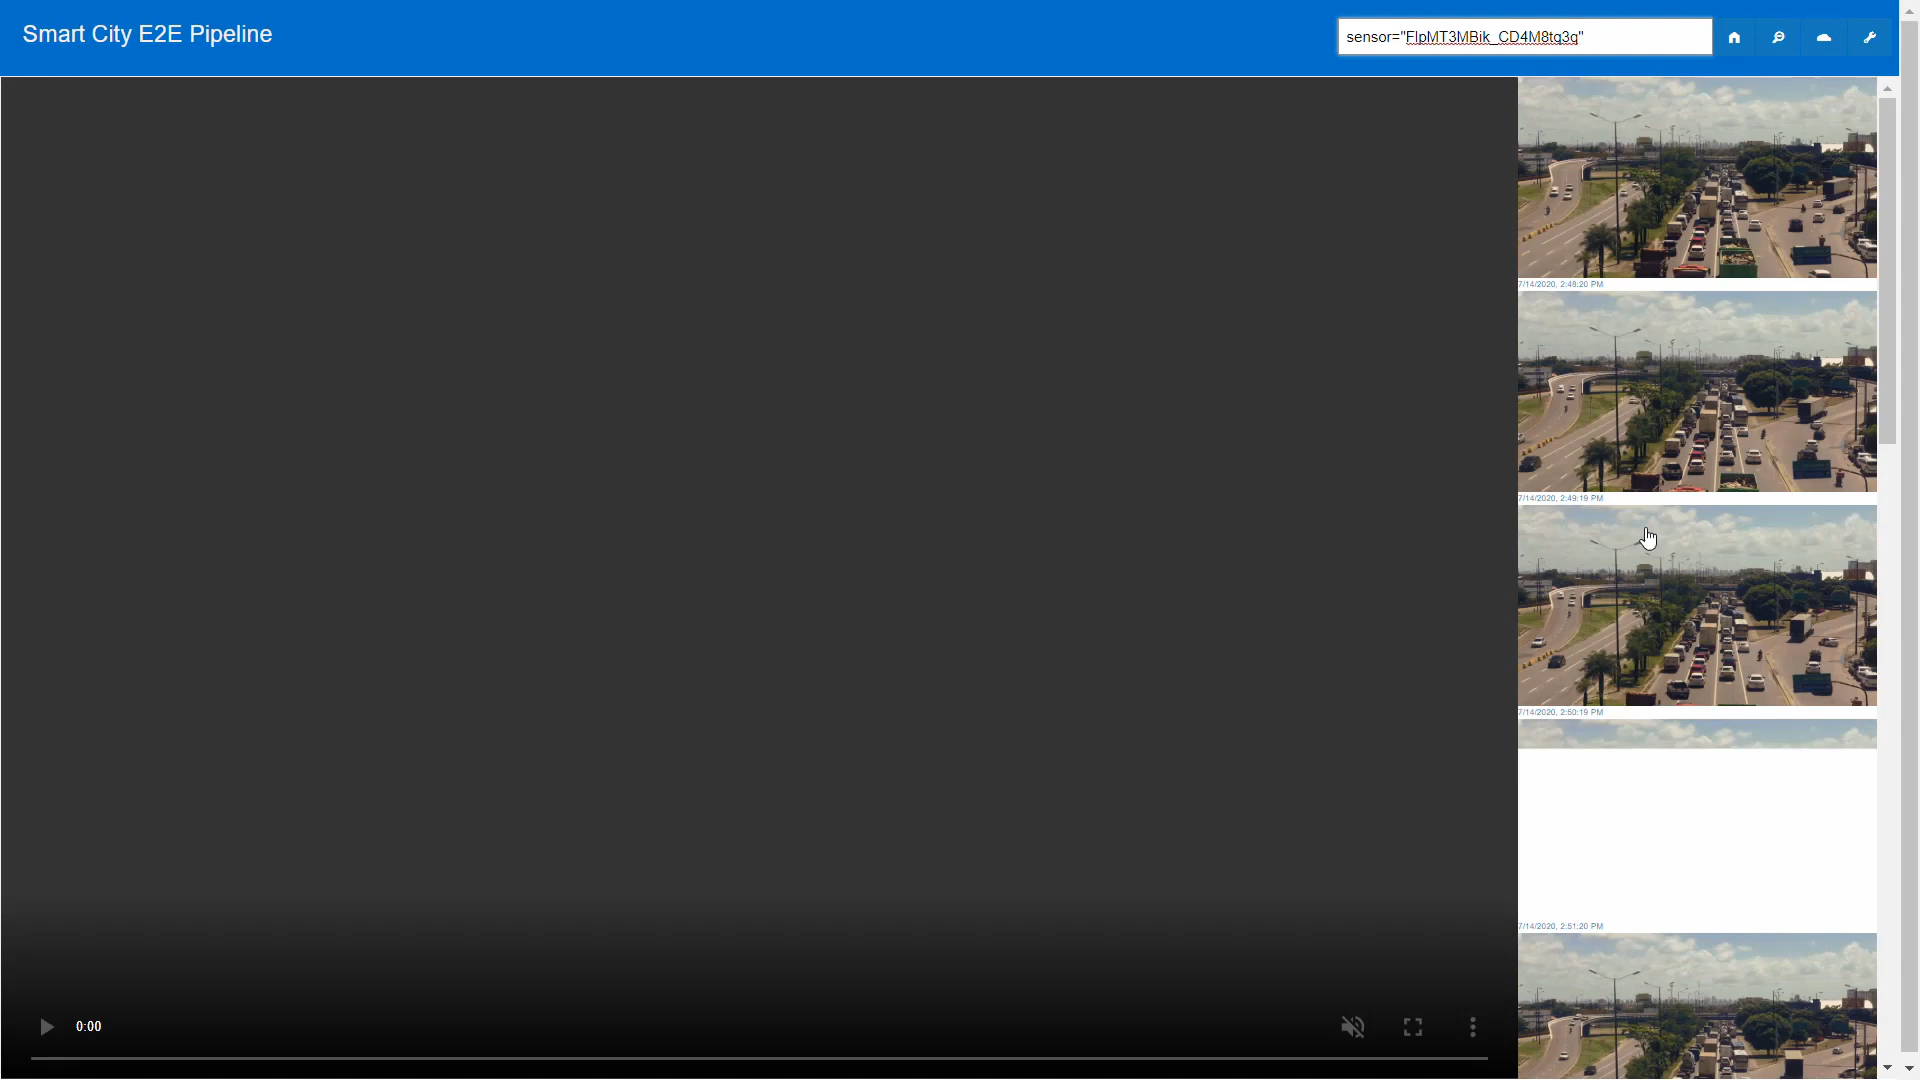 Smart City E2E Pipeline
sensor="FlpMT3MBik_CD4M8tq3q"
7/14/2020, 2:48:20 PM
7/14/2020, 2:49:19 PM
7/14/2020, 2:50:19 PM
7/14/2020, 2:51:20 PM
0:00